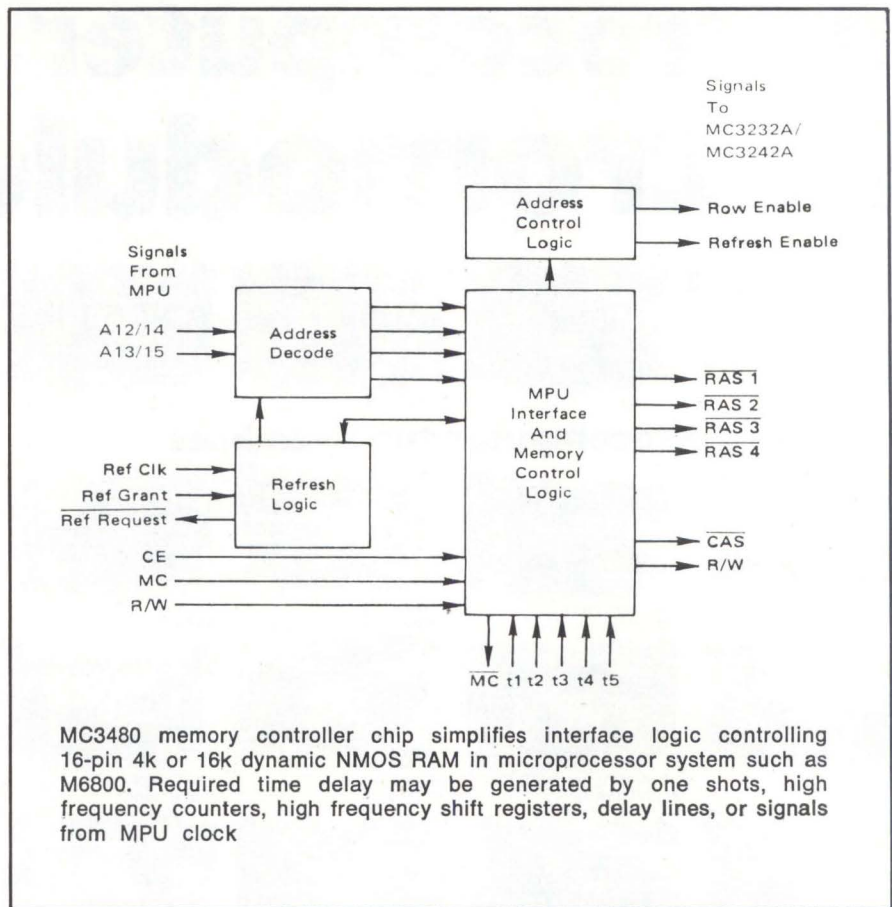 Signals
To
MC3232A/
MC3242A
Address
Control
Logic
Row Enable
Refresh Enable
Signals
From
MPU
A12/14
A13/15
Address
Decode
MPU
Interface
And
Memory
Control
Logic
RAS 1
RAS 2
RAS 3
RAS 4
Ref Clk
Ref Grant
Ref Request
Refresh
Logic
CE
MC
R/W
CAS
R/W
MC t1 t2 t3 t4 t5
MC3480 memory controller chip simplifies interface logic controlling
16-pin 4k or 16k dynamic NMOS RAM in microprocessor system such as
M6800. Required time delay may be generated by one shots, high
frequency counters, high frequency shift registers, delay lines, or signals
from MPU clock